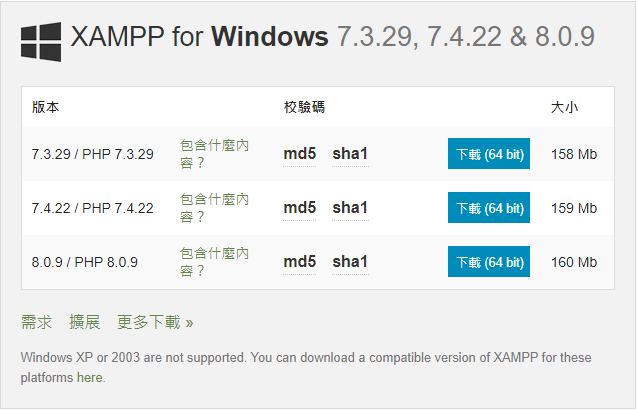 XAMPP for Windows 7.3.29, 7.4.22 & 8.0.9
版本 校驗碼 大小
7.3.29 / PHP 7.3.29 包含什麼內容？ md5 sha1 下載 (64 bit) 158 Mb
7.4.22 / PHP 7.4.22 包含什麼內容？ md5 sha1 下載 (64 bit) 159 Mb
8.0.9 / PHP 8.0.9 包含什麼內容？ md5 sha1 下載 (64 bit) 160 Mb
需求 擴展 更多下載 »
Windows XP or 2003 are not supported. You can download a compatible version of XAMPP for these
platforms here.